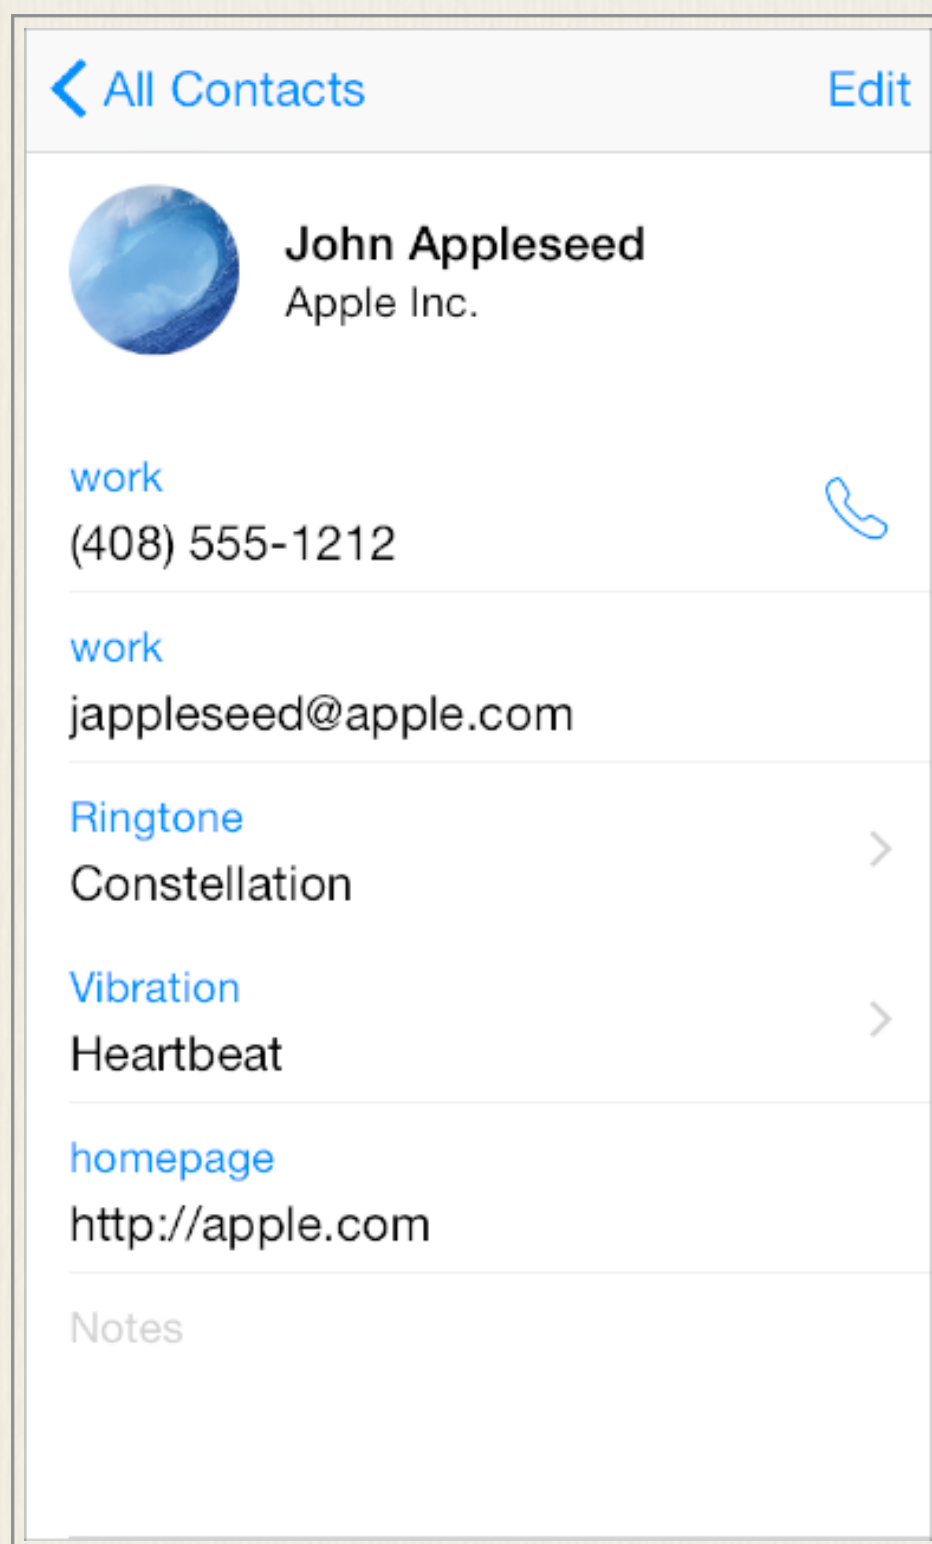 All Contacts
Edit
John Appleseed
Apple Inc.
work
(408) 555-1212
work
jappleseed@apple.com
Ringtone
Constellation
Vibration
Heartbeat
homepage
http://apple.com
Notes